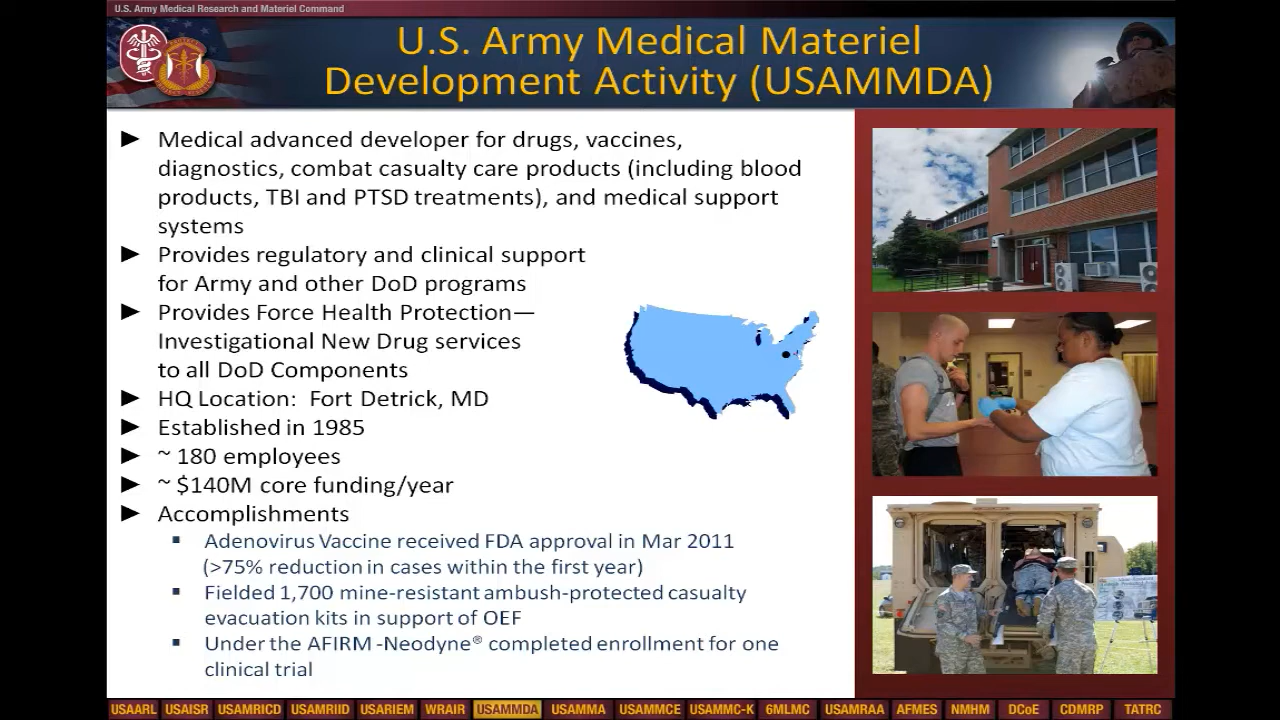 U.S. Army Medical Research and Materiel Command
U.S. Army Medical Materiel
Development Activity (USAMMDA)
► Medical advanced developer for drugs, vaccines,
diagnostics, combat casualty care products (including blood
products, TBI and PTSD treatments), and medical support
systems
► Provides regulatory and clinical support
for Army and other DoD programs
► Provides Force Health Protection—
Investigational New Drug services
to all DoD Components
► HQ Location: Fort Detrick, MD
► Established in 1985
► ~ 180 employees
► ~ $140M core funding/year
► Accomplishments
▪ Adenovirus Vaccine received FDA approval in Mar 2011
(>75% reduction in cases within the first year)
▪ Fielded 1,700 mine-resistant ambush-protected casualty
evacuation kits in support of OEF
▪ Under the AFIRM -Neodyne® completed enrollment for one
clinical trial
USAARL USAISR USAMRICD USAMRIID USARIEM WRAIR USAMMDA USAMMA USAMMCE USAMMC-K 6MLMC USAMRAA AFMES NMHM DCoE CDMRP TATRC